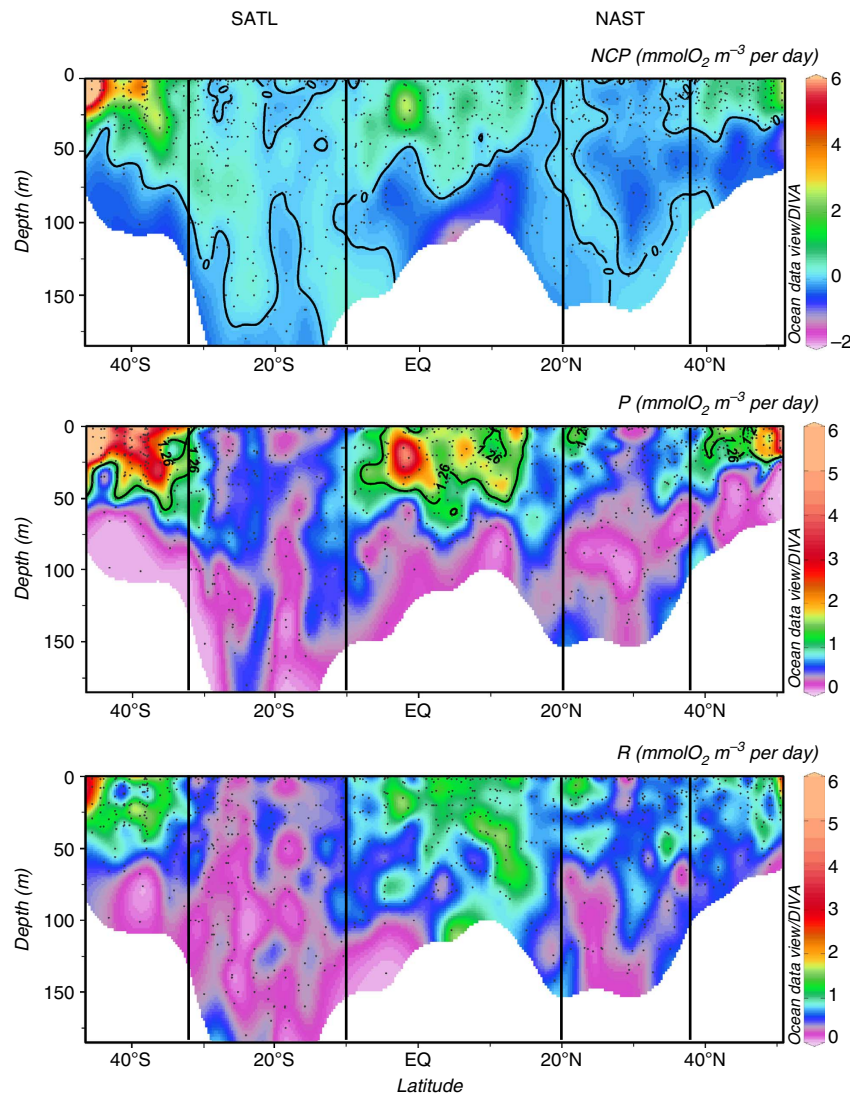 SATL NAST
NCP (mmolO₂ m⁻³ per day)
0
50
100
150
Depth (m)
0 0 0 0 0 0 0 0 0
40°S 20°S EQ 20°N 40°N
6
4
2
0
–2
Ocean data view/DIVA
P (mmolO₂ m⁻³ per day)
0
50
100
150
Depth (m)
1.26 1.26 1.26 1.26 1.26 1.26
40°S 20°S EQ 20°N 40°N
6
5
4
3
2
1
0
Ocean data view/DIVA
R (mmolO₂ m⁻³ per day)
0
50
100
150
Depth (m)
40°S 20°S EQ 20°N 40°N
Latitude
6
5
4
3
2
1
0
Ocean data view/DIVA